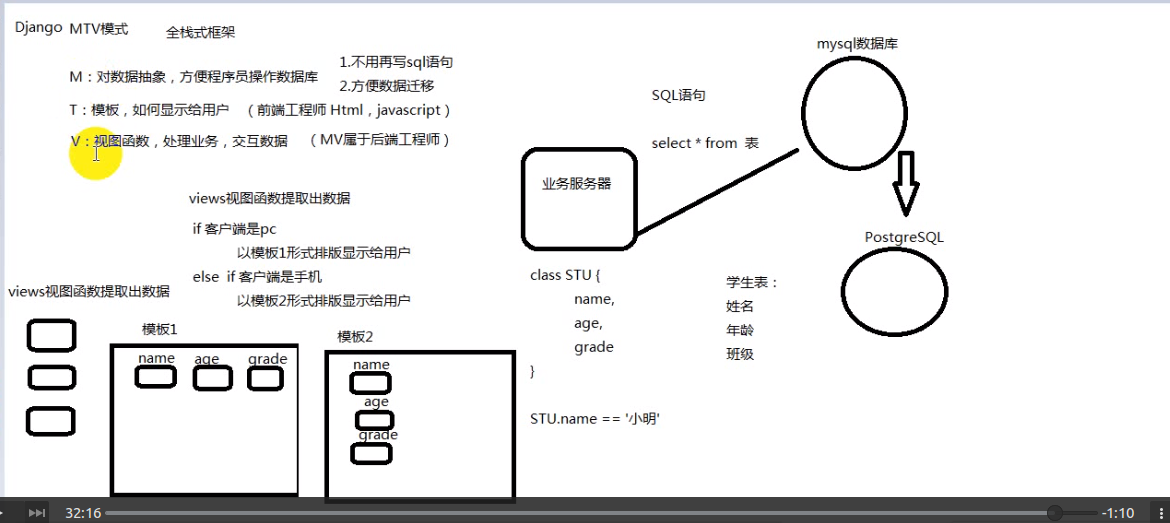 Django MTV模式 全栈式框架
M：对数据抽象，方便程序员操作数据库
1.不用再写sql语句
2.方便数据迁移
T：模板，如何显示给用户 （前端工程师 Html，javascript）
V：视图函数，处理业务，交互数据 （MV属于后端工程师）
views视图函数提取出数据
if 客户端是pc
以模板1形式排版显示给用户
else if 客户端是手机
以模板2形式排版显示给用户
views视图函数提取出数据
模板1
name age grade
模板2
name
age
grade
mysql数据库
SQL语句
select * from 表
业务服务器
PostgreSQL
class STU {
name,
age,
grade
}
STU.name == '小明'
学生表：
姓名
年龄
班级
32:16 -1:10